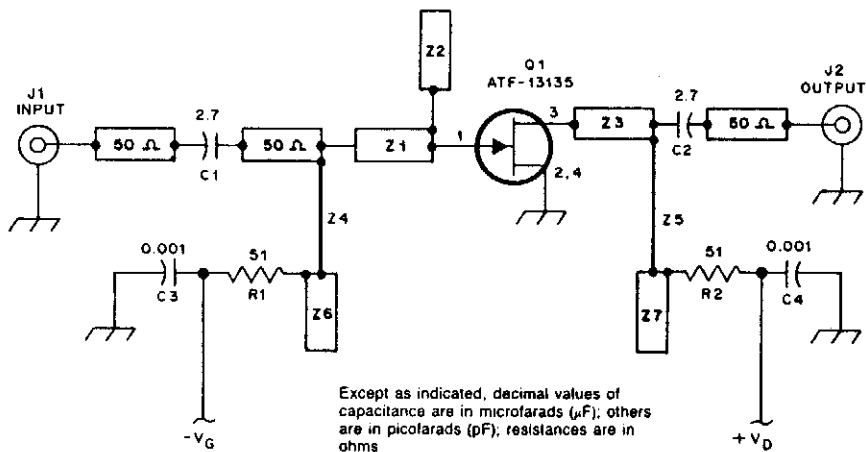 Z2
Q1
ATF-13135
J1
INPUT
J2
OUTPUT
2.7
3
2.7
50 Ω
50 Ω
Z1
1
Z3
50 Ω
C1
C2
2,4
Z4
Z5
0.001
51
51
0.001
C3
R1
Z6
Z7
R2
C4
Except as indicated, decimal values of
capacitance are in microfarads (µF); others
are in picofarads (pF); resistances are in
ohms
-VG
+VD